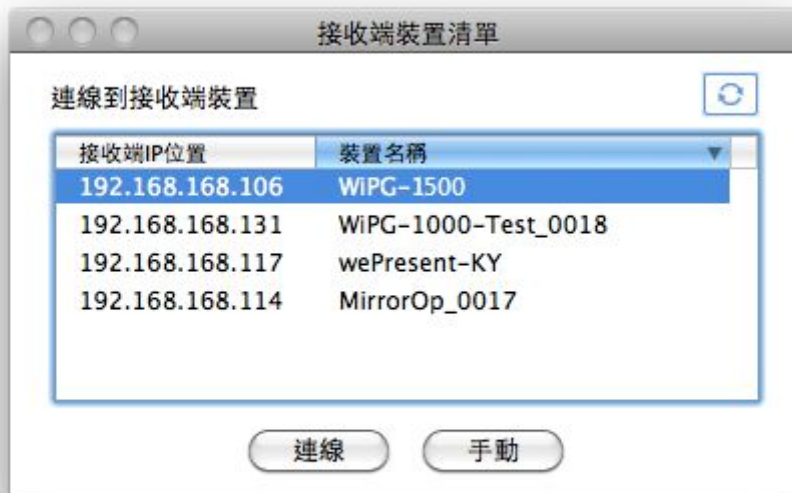 接收端裝置清單
連線到接收端裝置
接收端IP位置 裝置名稱
192.168.168.106 WiPG-1500
192.168.168.131 WiPG-1000-Test_0018
192.168.168.117 wePresent-KY
192.168.168.114 MirrorOp_0017
連線 手動